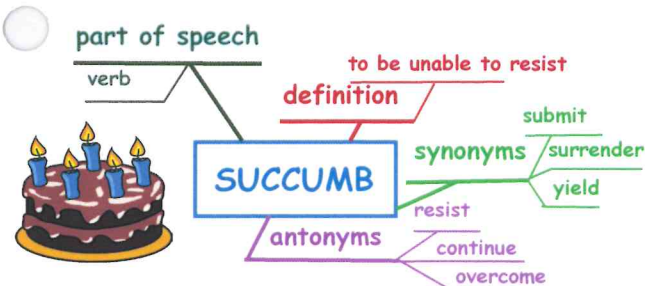 part of speech
verb
to be unable to resist
definition
submit
synonyms
surrender
yield
SUCCUMB
resist
antonyms
continue
overcome